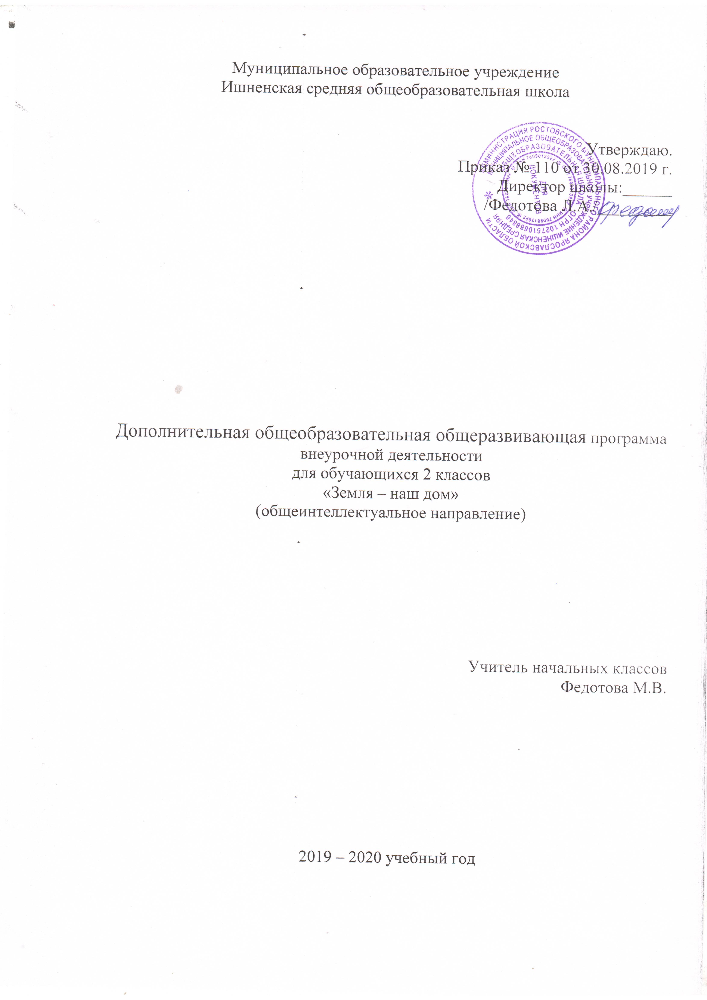 Муниципальное образовательное учреждение
Ишненская средняя общеобразовательная школа
Утверждаю.
Приказ № 110 от 30.08.2019 г.
Директор школы:______
/Федотова Л.А./
АДМИНИСТРАЦИЯ РОСТОВСКОГО МУНИЦИПАЛЬНОГО РАЙОНА ЯРОСЛАВСКОЙ ОБЛАСТИ
МУНИЦИПАЛЬНОЕ ОБЩЕОБРАЗОВАТЕЛЬНОЕ УЧРЕЖДЕНИЕ ИШНЕНСКАЯ СРЕДНЯЯ
ОБЩЕОБРАЗОВАТЕЛЬНАЯ ШКОЛА ОГРН 1027610688846
ИНН 7609013922
ДЛЯ
ДОКУМЕНТОВ
Дополнительная общеобразовательная общеразвивающая программа
внеурочной деятельности
для обучающихся 2 классов
«Земля – наш дом»
(общеинтеллектуальное направление)
Учитель начальных классов
Федотова М.В.
2019 – 2020 учебный год